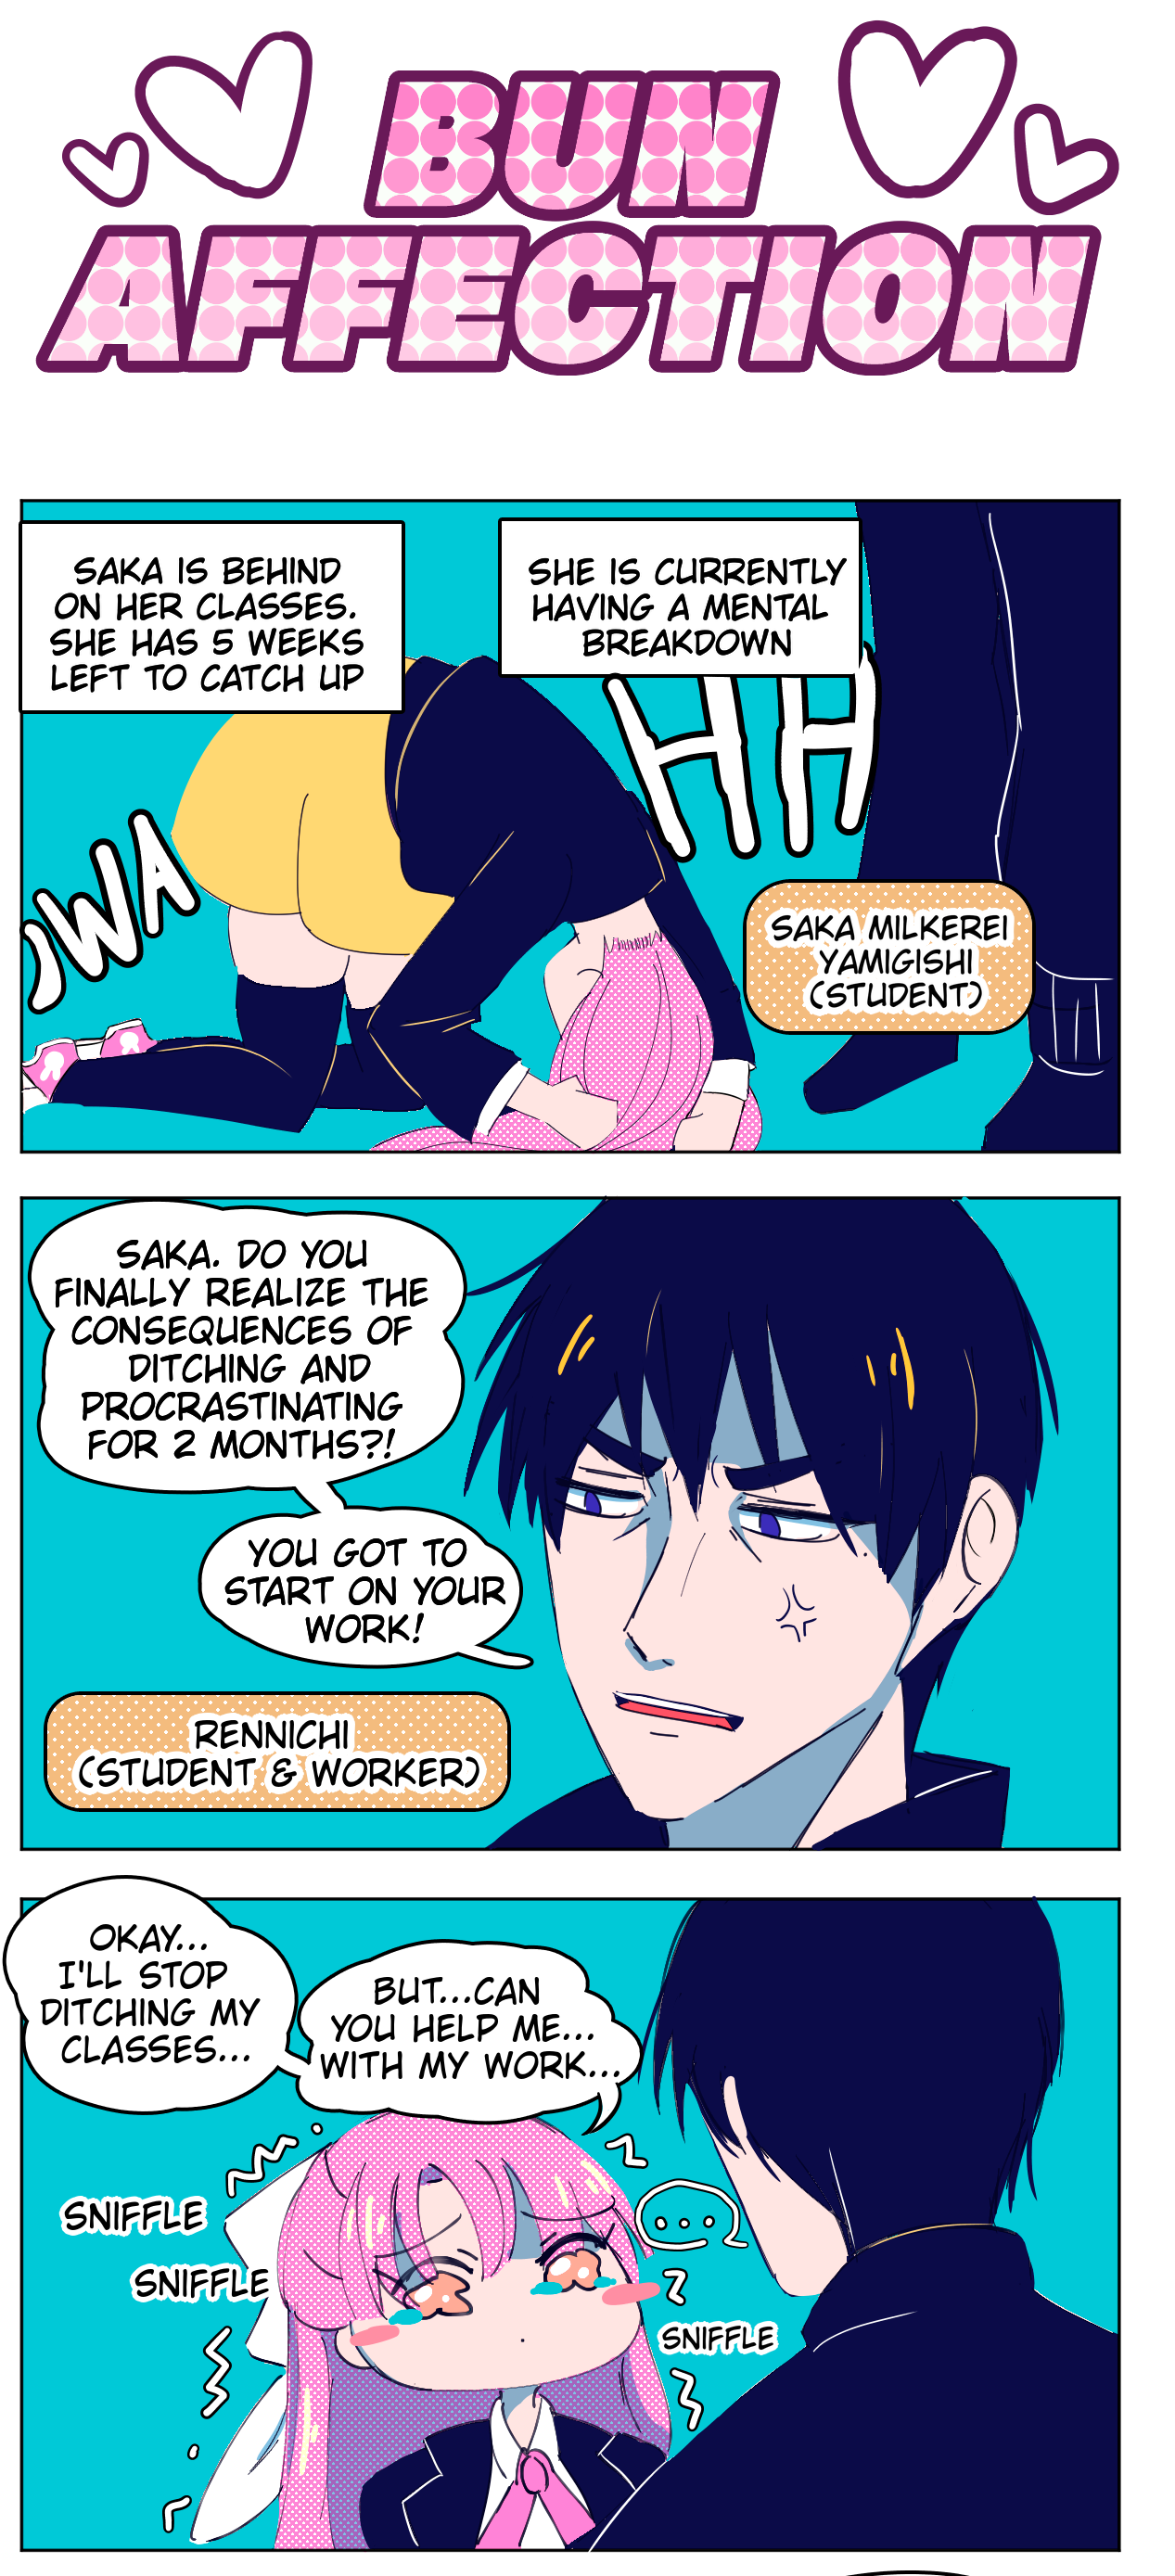 BUN
AFFECTION
SAKA IS BEHIND
ON HER CLASSES.
SHE HAS 5 WEEKS
LEFT TO CATCH UP
SHE IS CURRENTLY
HAVING A MENTAL
BREAKDOWN
UWA
HH
SAKA MILKEREI
YAMIGISHI
(STUDENT)
SAKA. DO YOU
FINALLY REALIZE THE
CONSEQUENCES OF
DITCHING AND
PROCRASTINATING
FOR 2 MONTHS?!
YOU GOT TO
START ON YOUR
WORK!
RENNICHI
(STUDENT & WORKER)
OKAY...
I'LL STOP
DITCHING MY
CLASSES...
BUT...CAN
YOU HELP ME...
WITH MY WORK...
SNIFFLE
SNIFFLE
...
SNIFFLE